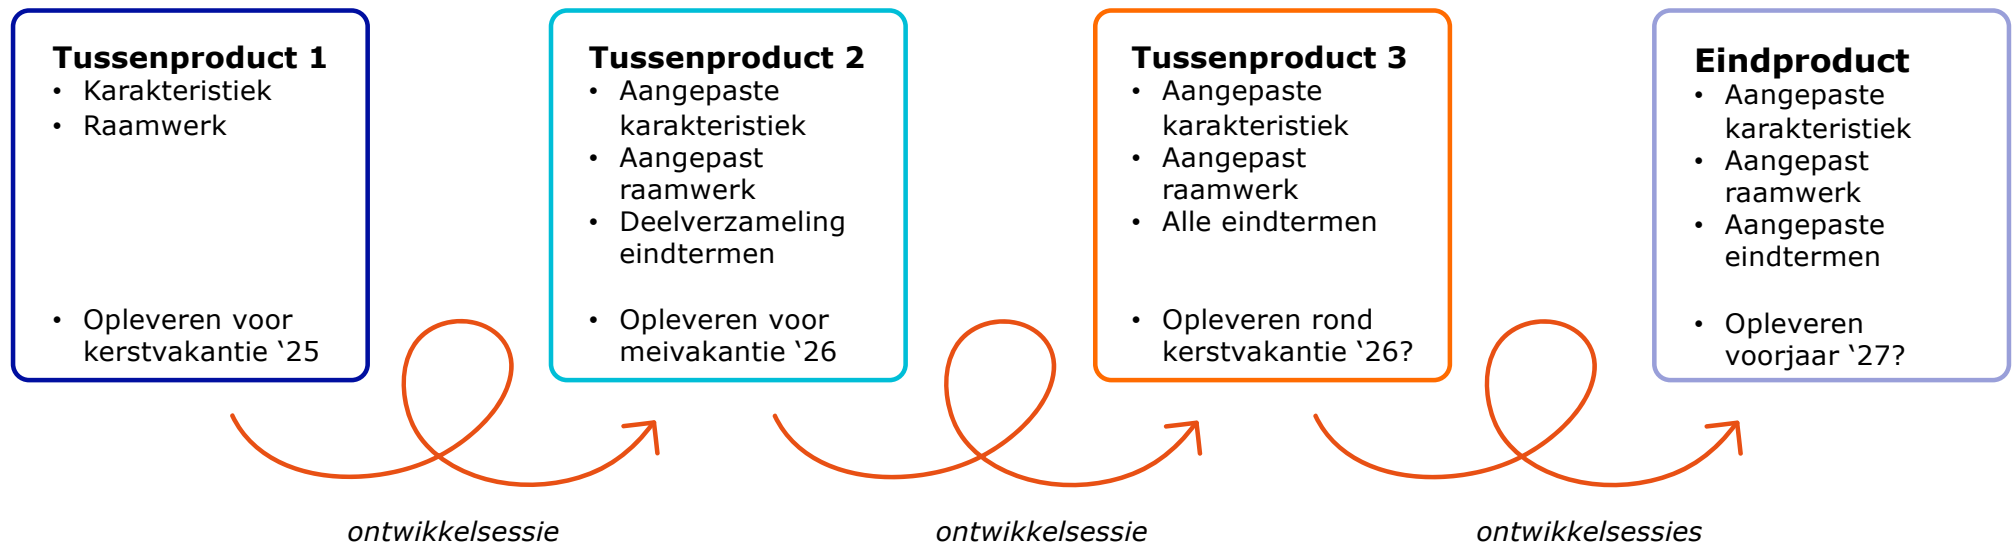 Tussenproduct 1
• Karakteristiek
• Raamwerk
• Opleveren voor
kerstvakantie ‘25
Tussenproduct 2
• Aangepaste
karakteristiek
• Aangepast
raamwerk
• Deelverzameling
eindtermen
• Opleveren voor
meivakantie ‘26
Tussenproduct 3
• Aangepaste
karakteristiek
• Aangepast
raamwerk
• Alle eindtermen
• Opleveren rond
kerstvakantie ‘26?
Eindproduct
• Aangepaste
karakteristiek
• Aangepast
raamwerk
• Aangepaste
eindtermen
• Opleveren
voorjaar ‘27?
ontwikkelsessie
ontwikkelsessie
ontwikkelsessies